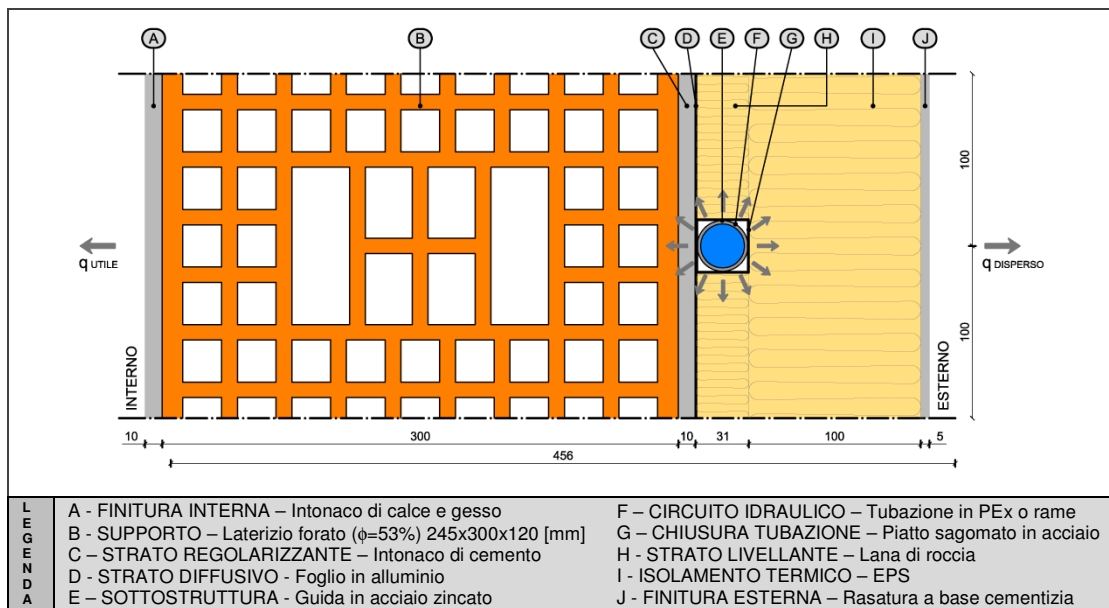 A B C D E F G H I J
q UTILE
q DISPERSO
INTERNO
ESTERNO
100
100
10 300 10 31 100 5
456
LEGENDA
A - FINITURA INTERNA – Intonaco di calce e gesso
B - SUPPORTO – Laterizio forato (ϕ=53%) 245x300x120 [mm]
C – STRATO REGOLARIZZANTE – Intonaco di cemento
D - STRATO DIFFUSIVO - Foglio in alluminio
E – SOTTOSTRUTTURA - Guida in acciaio zincato
F – CIRCUITO IDRAULICO – Tubazione in PEx o rame
G – CHIUSURA TUBAZIONE – Piatto sagomato in acciaio
H - STRATO LIVELLANTE – Lana di roccia
I - ISOLAMENTO TERMICO – EPS
J - FINITURA ESTERNA – Rasatura a base cementizia